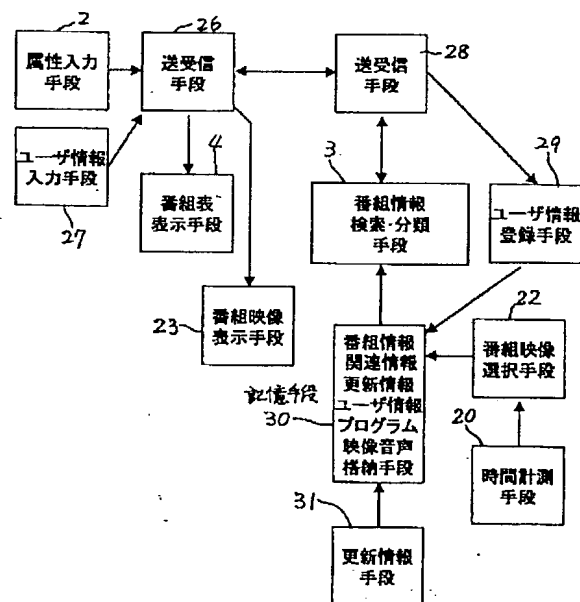 2
属性入力
手段
26
送受信
手段
送受信
手段
28
ユーザ情報
入力手段
27
4
番組表
表示手段
3
番組情報
検索・分類
手段
29
ユーザ情報
登録手段
23
番組映像
表示手段
記憶手段
30
番組情報
関連情報
更新情報
ユーザ情報
プログラム
映像音声
格納手段
22
番組映像
選択手段
20
時間計測
手段
31
更新情報
手段